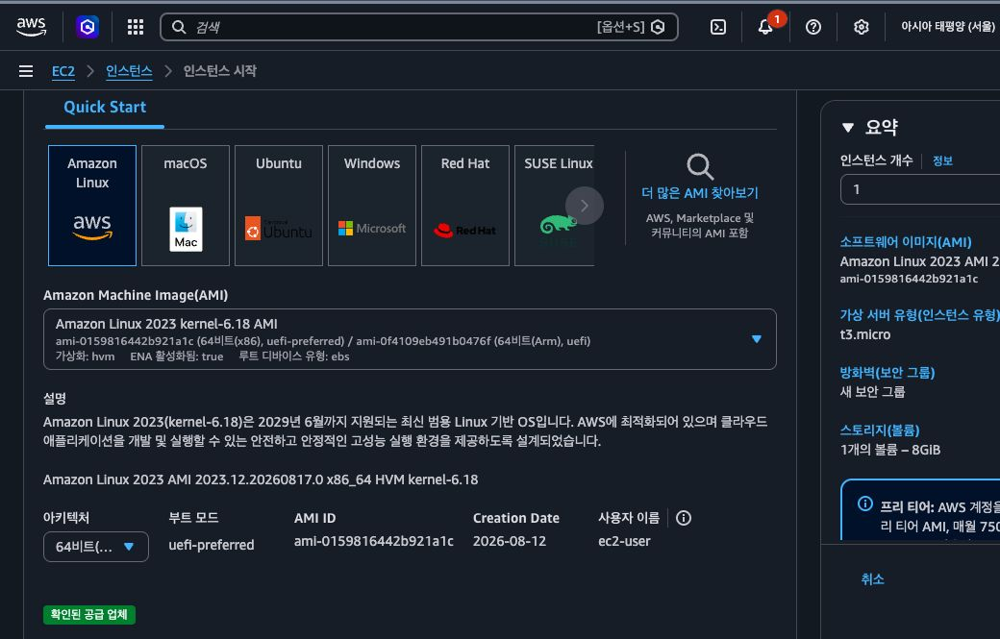 aws
검색
[옵션+S]
1
아시아 태평양 (서울)
EC2
인스턴스
인스턴스 시작
Quick Start
Amazon
Linux
aws
macOS
Mac
Ubuntu
Ubuntu
Windows
Microsoft
Red Hat
Red Hat
SUSE Linux
더 많은 AMI 찾아보기
AWS, Marketplace 및
커뮤니티의 AMI 포함
Amazon Machine Image(AMI)
Amazon Linux 2023 kernel-6.18 AMI
ami-0159816442b921a1c (64비트(x86), uefi-preferred) / ami-0f4109eb491b0476f (64비트(Arm), uefi)
가상화: hvm ENA 활성화됨: true 루트 디바이스 유형: ebs
설명
Amazon Linux 2023(kernel-6.18)은 2029년 6월까지 지원되는 최신 범용 Linux 기반 OS입니다. AWS에 최적화되어 있으며 클라우드
애플리케이션을 개발 및 실행할 수 있는 안전하고 안정적인 고성능 실행 환경을 제공하도록 설계되었습니다.
Amazon Linux 2023 AMI 2023.12.20260817.0 x86_64 HVM kernel-6.18
아키텍처
64비트(...
부트 모드
uefi-preferred
AMI ID
ami-0159816442b921a1c
Creation Date
2026-08-12
사용자 이름
ec2-user
확인된 공급 업체
요약
인스턴스 개수
정보
1
소프트웨어 이미지(AMI)
Amazon Linux 2023 AMI 2
ami-0159816442b921a1c
가상 서버 유형(인스턴스 유형)
t3.micro
방화벽(보안 그룹)
새 보안 그룹
스토리지(볼륨)
1개의 볼륨 – 8GiB
프리 티어: AWS 계정을
리 티어 AMI, 매월 750
취소